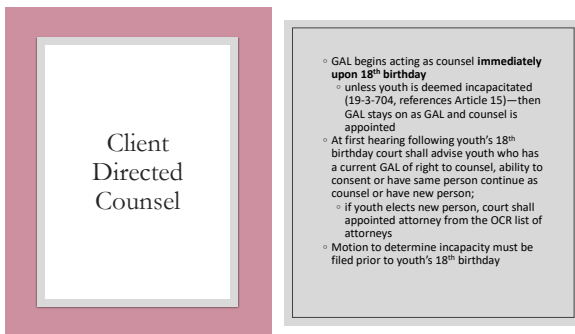 Client
Directed
Counsel
◦ GAL begins acting as counsel immediately
upon 18th birthday
◦ unless youth is deemed incapacitated
(19-3-704, references Article 15)—then
GAL stays on as GAL and counsel is
appointed
◦ At first hearing following youth's 18th
birthday court shall advise youth who has
a current GAL of right to counsel, ability to
consent or have same person continue as
counsel or have new person;
◦ if youth elects new person, court shall
appointed attorney from the OCR list of
attorneys
◦ Motion to determine incapacity must be
filed prior to youth's 18th birthday